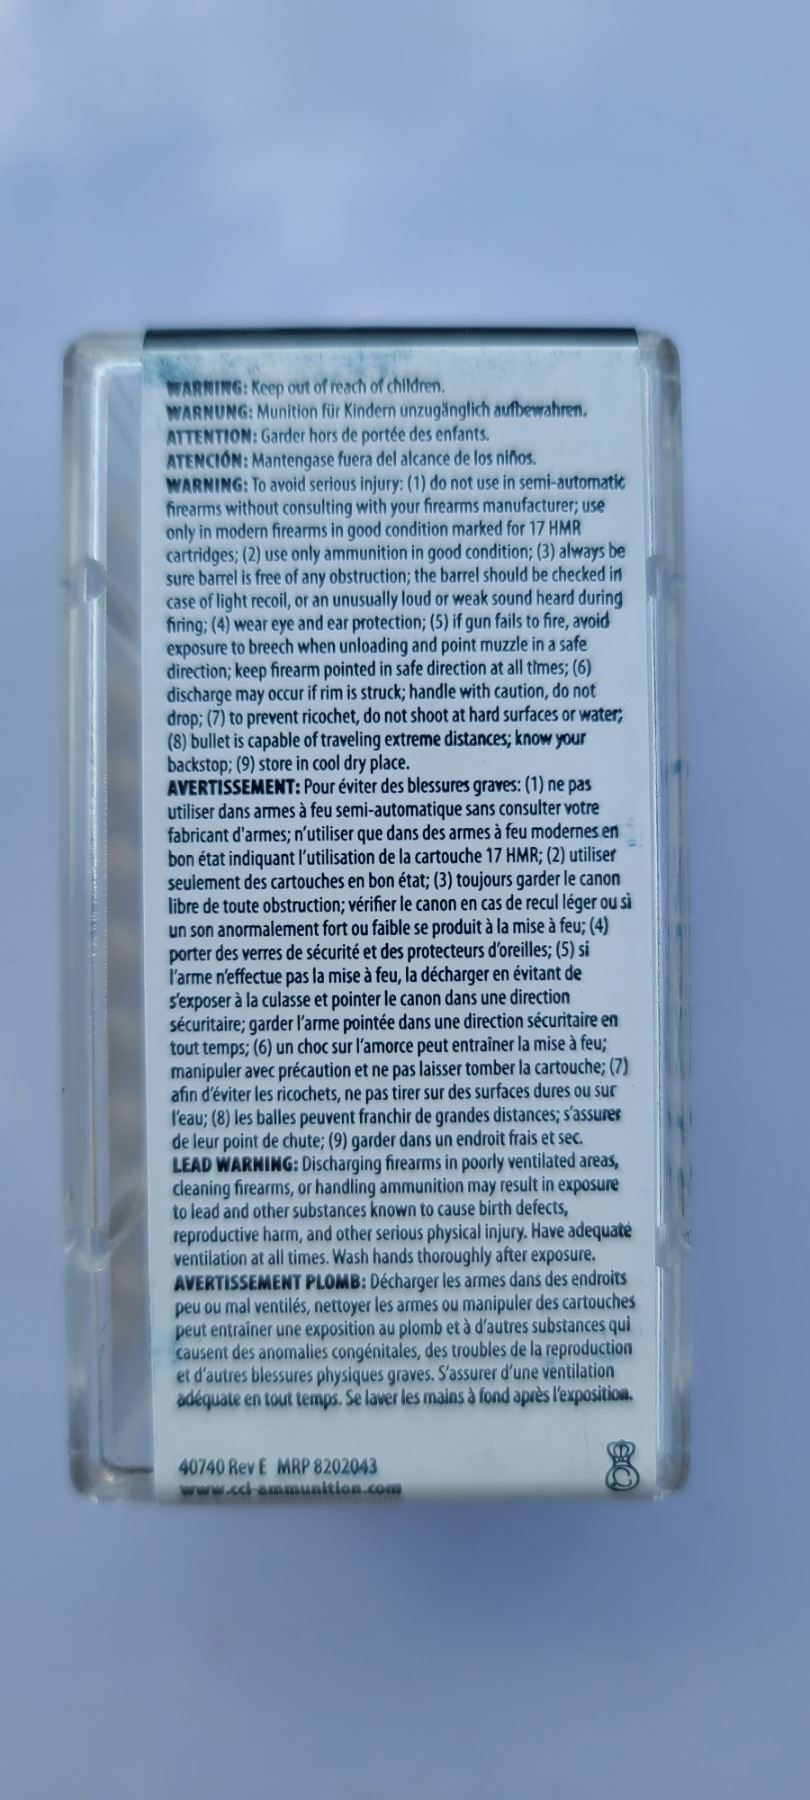 WARNING: Keep out of reach of children.
WARNUNG: Munition für Kindern unzugänglich aufbewahren.
ATTENTION: Garder hors de portée des enfants.
ATENCIÓN: Mantengase fuera del alcance de los niños.
WARNING: To avoid serious injury: (1) do not use in semi-automatic
firearms without consulting with your firearms manufacturer; use
only in modern firearms in good condition marked for 17 HMR
cartridges; (2) use only ammunition in good condition; (3) always be
sure barrel is free of any obstruction; the barrel should be checked in
case of light recoil, or an unusually loud or weak sound heard during
firing; (4) wear eye and ear protection; (5) if gun fails to fire, avoid
exposure to breech when unloading and point muzzle in a safe
direction; keep firearm pointed in safe direction at all times; (6)
discharge may occur if rim is struck; handle with caution, do not
drop; (7) to prevent ricochet, do not shoot at hard surfaces or water;
(8) bullet is capable of traveling extreme distances; know your
backstop; (9) store in cool dry place.
AVERTISSEMENT: Pour éviter des blessures graves: (1) ne pas
utiliser dans armes à feu semi-automatique sans consulter votre
fabricant d'armes; n'utiliser que dans des armes à feu modernes en
bon état indiquant l'utilisation de la cartouche 17 HMR; (2) utiliser
seulement des cartouches en bon état; (3) toujours garder le canon
libre de toute obstruction; vérifier le canon en cas de recul léger ou si
un son anormalement fort ou faible se produit à la mise à feu; (4)
porter des verres de sécurité et des protecteurs d'oreilles; (5) si
l'arme n'effectue pas la mise à feu, la décharger en évitant de
s'exposer à la culasse et pointer le canon dans une direction
sécuritaire; garder l'arme pointée dans une direction sécuritaire en
tout temps; (6) un choc sur l'amorce peut entraîner la mise à feu;
manipuler avec précaution et ne pas laisser tomber la cartouche; (7)
afin d'éviter les ricochets, ne pas tirer sur des surfaces dures ou sur
l'eau; (8) les balles peuvent franchir de grandes distances; s'assurer
de leur point de chute; (9) garder dans un endroit frais et sec.
LEAD WARNING: Discharging firearms in poorly ventilated areas,
cleaning firearms, or handling ammunition may result in exposure
to lead and other substances known to cause birth defects,
reproductive harm, and other serious physical injury. Have adequate
ventilation at all times. Wash hands thoroughly after exposure.
AVERTISSEMENT PLOMB: Décharger les armes dans des endroits
peu ou mal ventilés, nettoyer les armes ou manipuler des cartouches
peut entraîner une exposition au plomb et à d'autres substances qui
causent des anomalies congénitales, des troubles de la reproduction
et d'autres blessures physiques graves. S'assurer d'une ventilation
adéquate en tout temps. Se laver les mains à fond après l'exposition.
40740 Rev E MRP 8202043
www.cci-ammunition.com
C